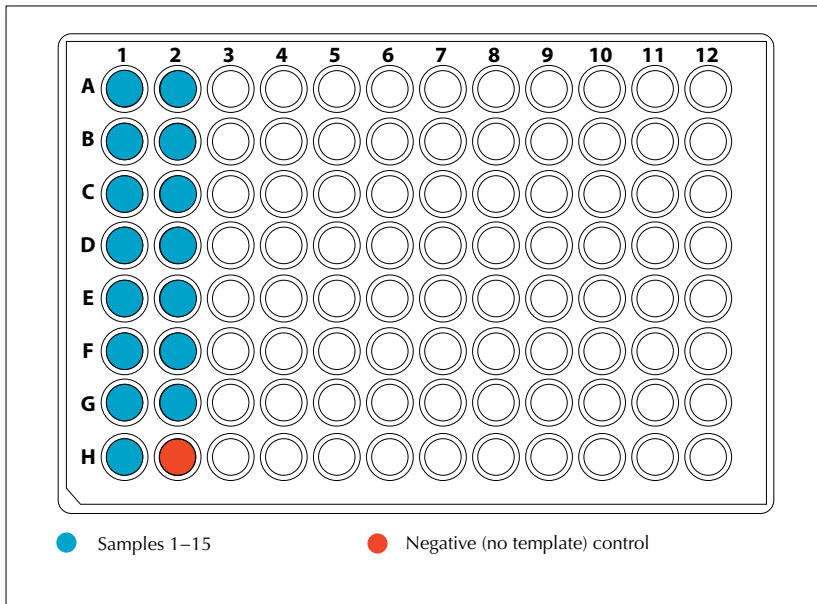 1 2 3 4 5 6 7 8 9 10 11 12
A
B
C
D
E
F
G
H
Samples 1–15
Negative (no template) control